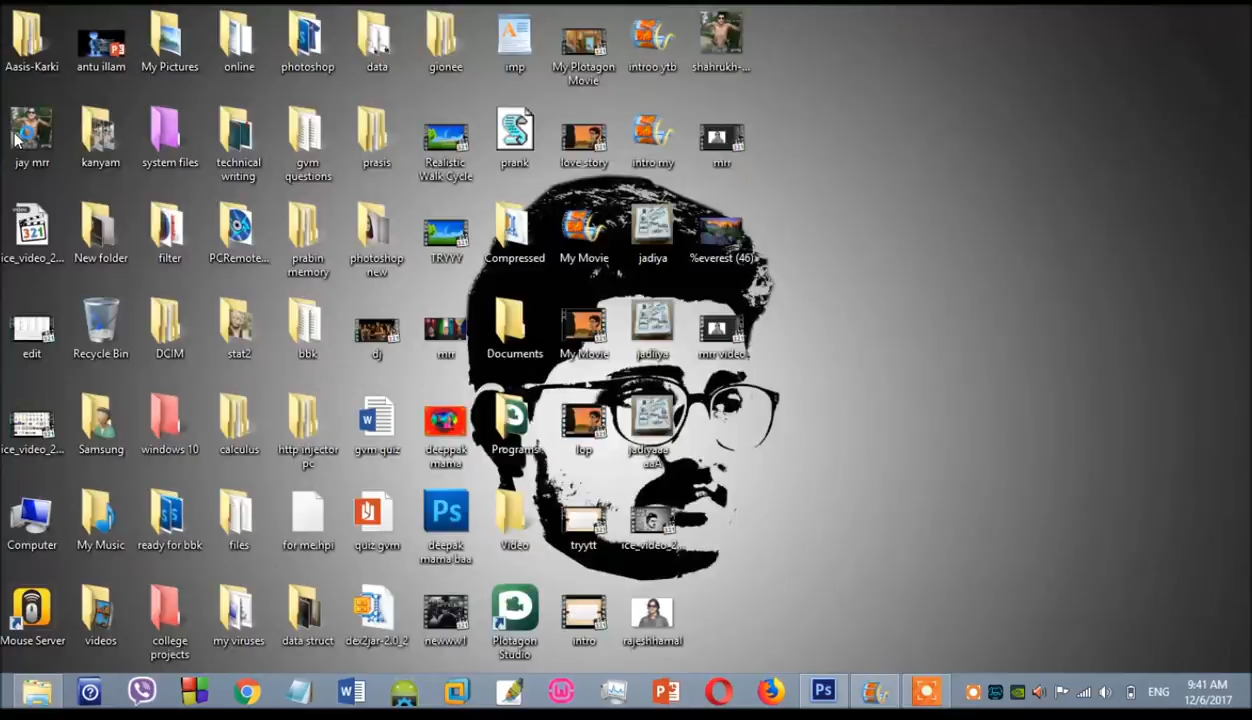 Aasis-Karki
antu illam
My Pictures
online
photoshop
data
gionee
imp
My Plotagon
Movie
introo ytb
shahrukh-...
jay mrr
kanyam
system files
technical
writing
gvm
questions
prasis
Realistic
Walk Cycle
prank
love story
intro my
mrr
ice_video_2...
New folder
filter
PCRemote...
prabin
memory
photoshop
new
TRYYY
Compressed
My Movie
jadiya
%everest (46)
edit
Recycle Bin
DCIM
stat2
bbk
dj
mrr
Documents
My Movie
jadiiya
mrr video
ice_video_2...
Samsung
windows 10
calculus
http injector
pc
gvm quiz
deeppak
mama
Programs
lop
jadiyaaa
aaA
Computer
My Music
ready for bbk
files
for me.hpi
quiz gvm
deepak
mama baa
Video
tryytt
ice_video_2...
Mouse Server
videos
college
projects
my viruses
data struct
dex2jar-2.0_2
newww1
Plotagon
Studio
intro
rajeshhamal
ENG
9:41 AM
12/6/2017